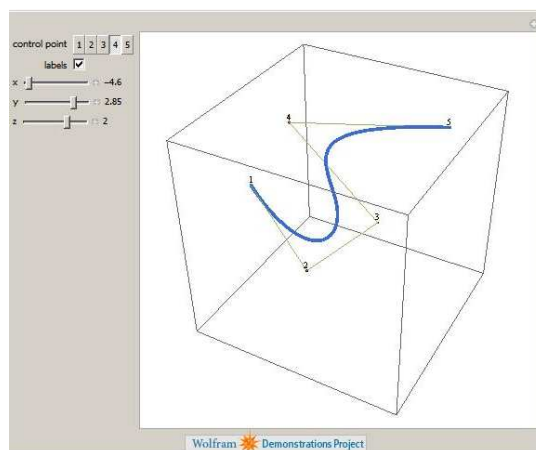 control point 1 2 3 4 5
labels
x -4.6
y 2.85
z 2
4
5
1
3
2
Wolfram Demonstrations Project